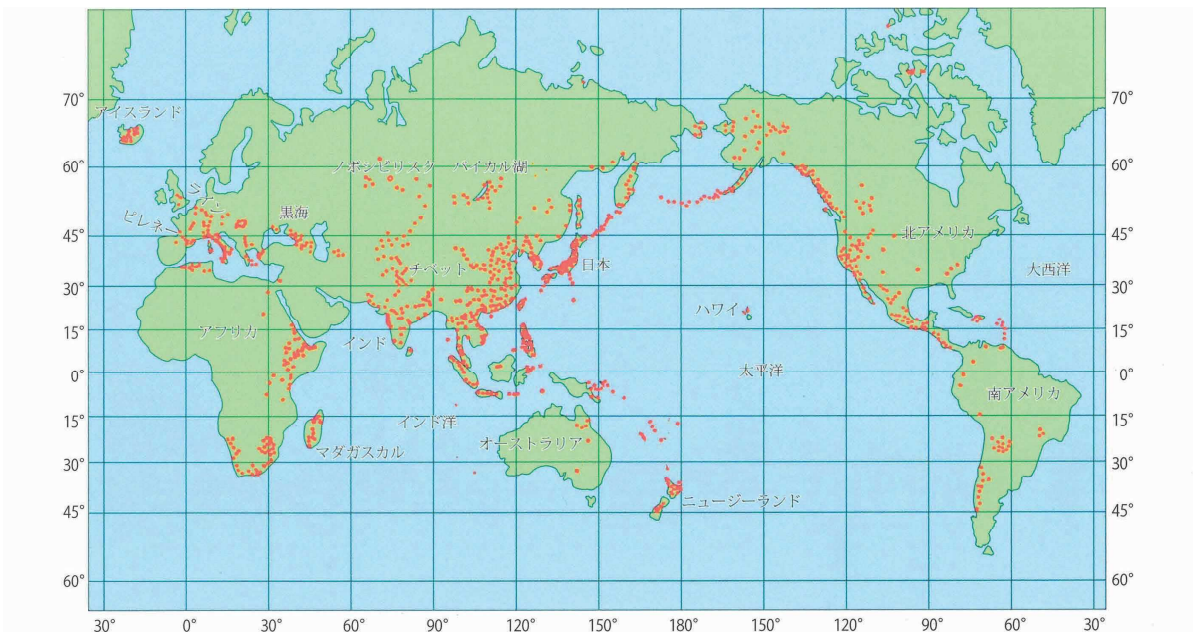 70°
70°
アイスランド
60°
ノボシビリスク
バイカル湖
60°
ライン
ピレネー
黒海
45°
北アメリカ
45°
チベット
日本
大西洋
30°
30°
ハワイ
アフリカ
15°
インド
15°
0°
太平洋
0°
南アメリカ
15°
インド洋
15°
オーストラリア
マダガスカル
30°
30°
ニュージーランド
45°
45°
60°
60°
30° 0° 30° 60° 90° 120° 150° 180° 150° 120° 90° 60° 30°